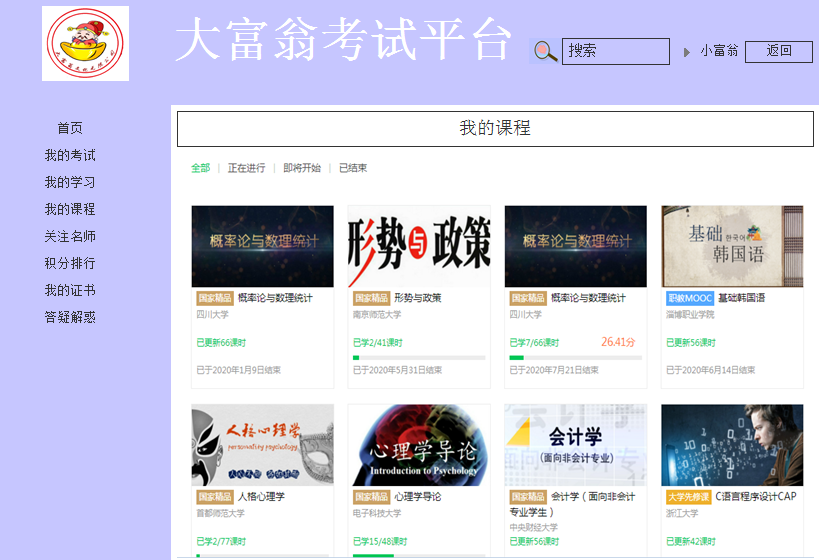 大富翁考试平台
搜索
小富翁
返回
首页
我的考试
我的学习
我的课程
关注名师
积分排行
我的证书
答疑解惑
我的课程
全部 | 正在进行 | 即将开始 | 已结束
概率论与数理统计
国家精品 概率论与数理统计
四川大学
已更新66课时
已于2020年1月9日结束
形势与政策
国家精品 形势与政策
南京师范大学
已学2/41课时
已于2020年5月31日结束
概率论与数理统计
国家精品 概率论与数理统计
四川大学
已学7/66课时 26.41分
已于2020年7月21日结束
基础 한국어
韩国语
职教MOOC 基础韩国语
淄博职业学院
已更新56课时
已于2020年6月14日结束
人格心理学
personality psychology
国家精品 人格心理学
首都师范大学
已学2/77课时
心理学导论
Introduction to Psychology
国家精品 心理学导论
电子科技大学
已学15/48课时
会计学
(面向非会计专业)
国家精品 会计学（面向非会计
专业学生）
中央财经大学
已更新56课时
大学先修课 C语言程序设计CAP
浙江大学
已更新42课时